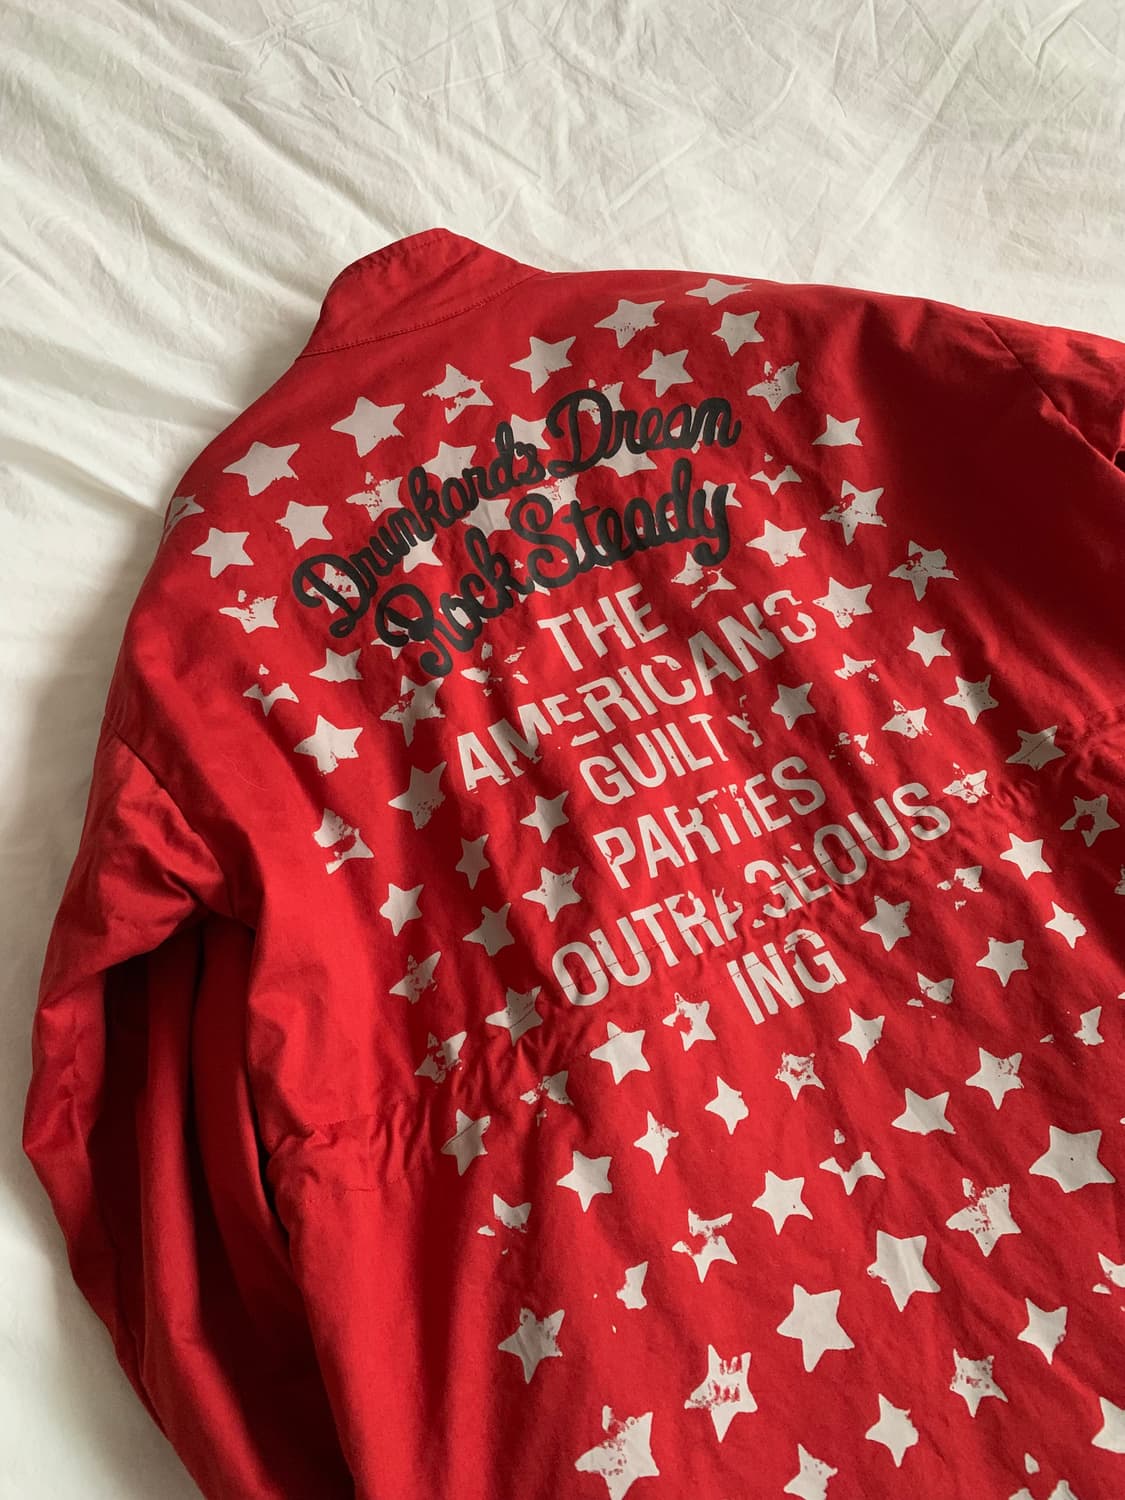 Drunkard's Dream
Rock Steady
THE
AMERICANS
GUILTY
PARTIES
OUTRAGEOUS
ING